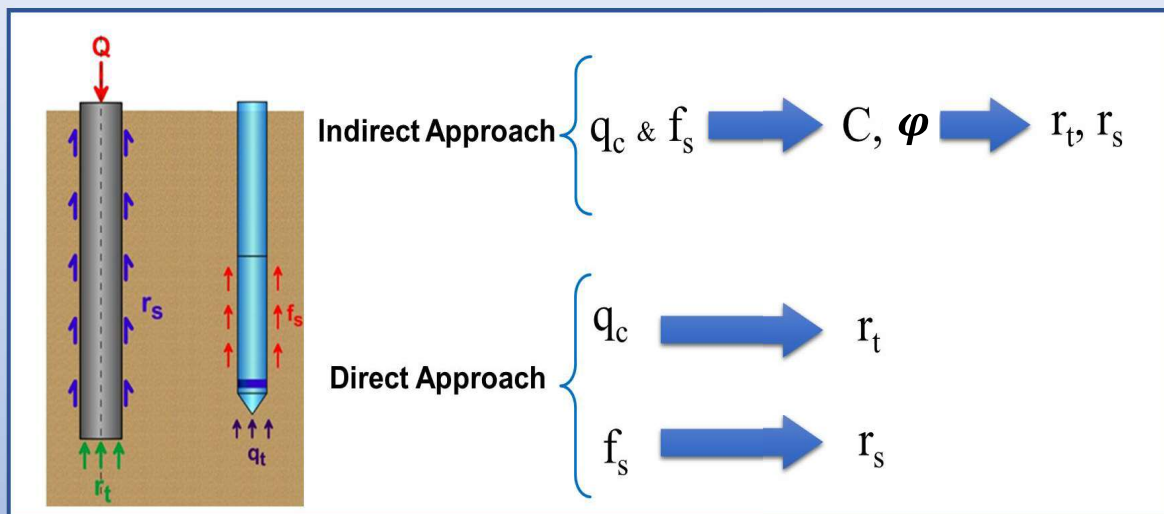 Q
rs
rt
fs
qt
Indirect Approach
qc & fs
C, φ
rt, rs
Direct Approach
qc
rt
fs
rs